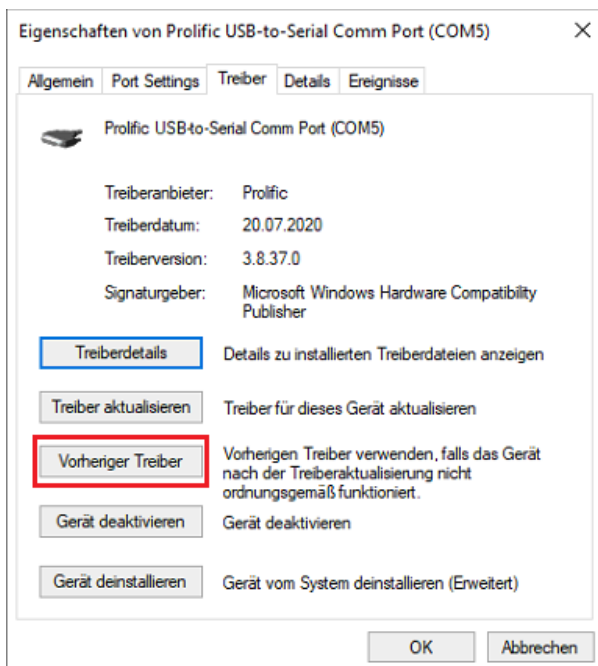 Eigenschaften von Prolific USB-to-Serial Comm Port (COM5)
Allgemein Port Settings Treiber Details Ereignisse
Prolific USB-to-Serial Comm Port (COM5)
Treiberanbieter: Prolific
Treiberdatum: 20.07.2020
Treiberversion: 3.8.37.0
Signaturgeber: Microsoft Windows Hardware Compatibility
Publisher
Treiberdetails Details zu installierten Treiberdateien anzeigen
Treiber aktualisieren Treiber für dieses Gerät aktualisieren
Vorheriger Treiber Vorherigen Treiber verwenden, falls das Gerät
nach der Treiberaktualisierung nicht
ordnungsgemäß funktioniert.
Gerät deaktivieren Gerät deaktivieren
Gerät deinstallieren Gerät vom System deinstallieren (Erweitert)
OK Abbrechen